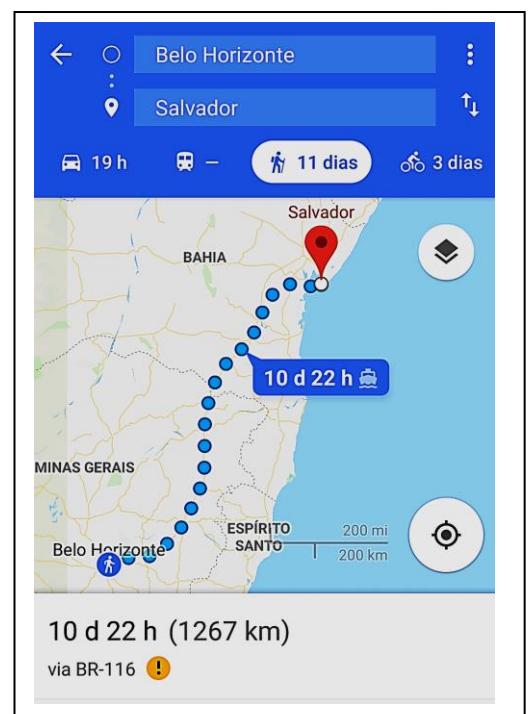 Belo Horizonte
Salvador
19 h
–
11 dias
3 dias
Salvador
BAHIA
10 d 22 h
MINAS GERAIS
ESPÍRITO
SANTO
200 mi
200 km
Belo Horizonte
10 d 22 h (1267 km)
via BR-116